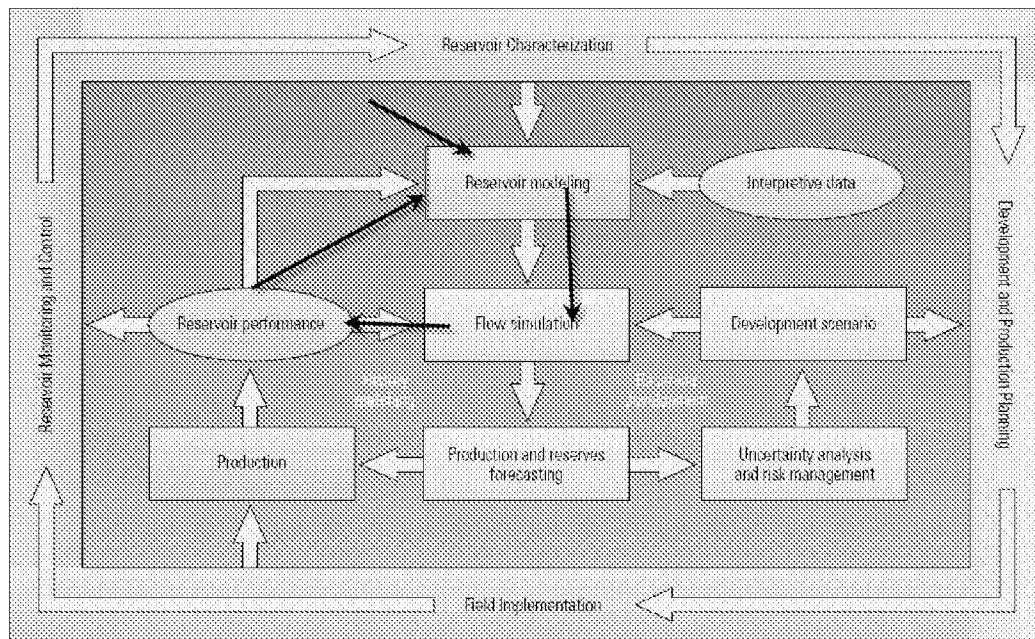 Reservoir Characterization
Reservoir modeling
Interpretive data
Reservoir Monitoring and Control
Development and Production Planning
Reservoir performance
Flow simulation
Development scenario
Production
Production and reserves
forecasting
Uncertainty analysis
and risk management
Field Implementation